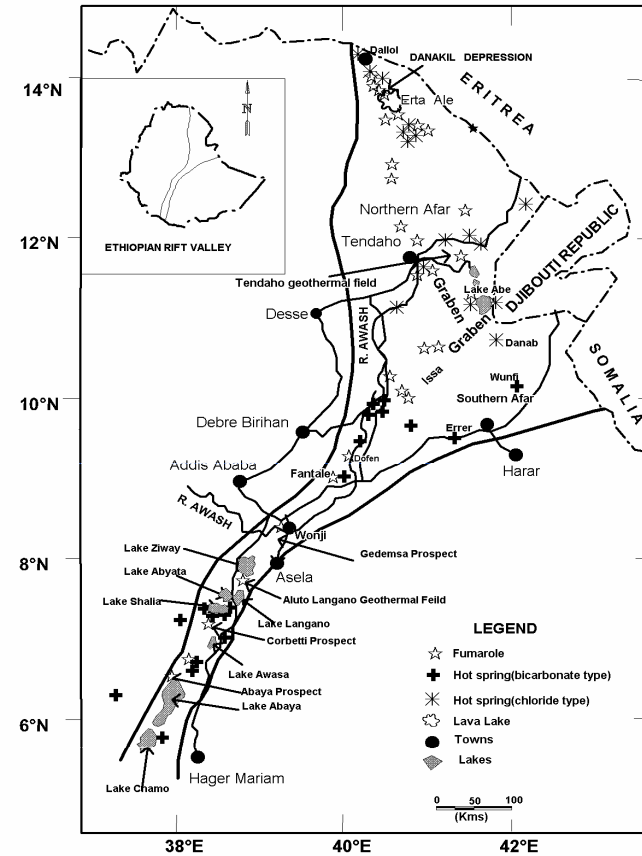 Dallol
DANAKIL DEPRESSION
14°N
Erta Ale
ERITREA
N
ETHIOPIAN RIFT VALLEY
Northern Afar
12°N
Tendaho
DJIBOUTI REPUBLIC
Tendaho geothermal field
Graben
Lake Abe
Desse
R. AWASH
Graben
Danab
Issa
SOMALIA
Wunfi
10°N
Southern Afar
Debre Birihan
Errer
Dofen
Addis Ababa
Fantale
Harar
R. AWASH
Wonji
Lake Ziway
Gedemsa Prospect
8°N
Lake Abyata
Asela
Lake Shalla
Aluto Langano Geothermal Feild
Lake Langano
Corbetti Prospect
Lake Awasa
Abaya Prospect
Lake Abaya
6°N
Hager Mariam
Lake Chamo
LEGEND
Fumarole
Hot spring(bicarbonate type)
Hot spring(chloride type)
Lava Lake
Towns
Lakes
0 50 100
(Kms)
38°E 40°E 42°E